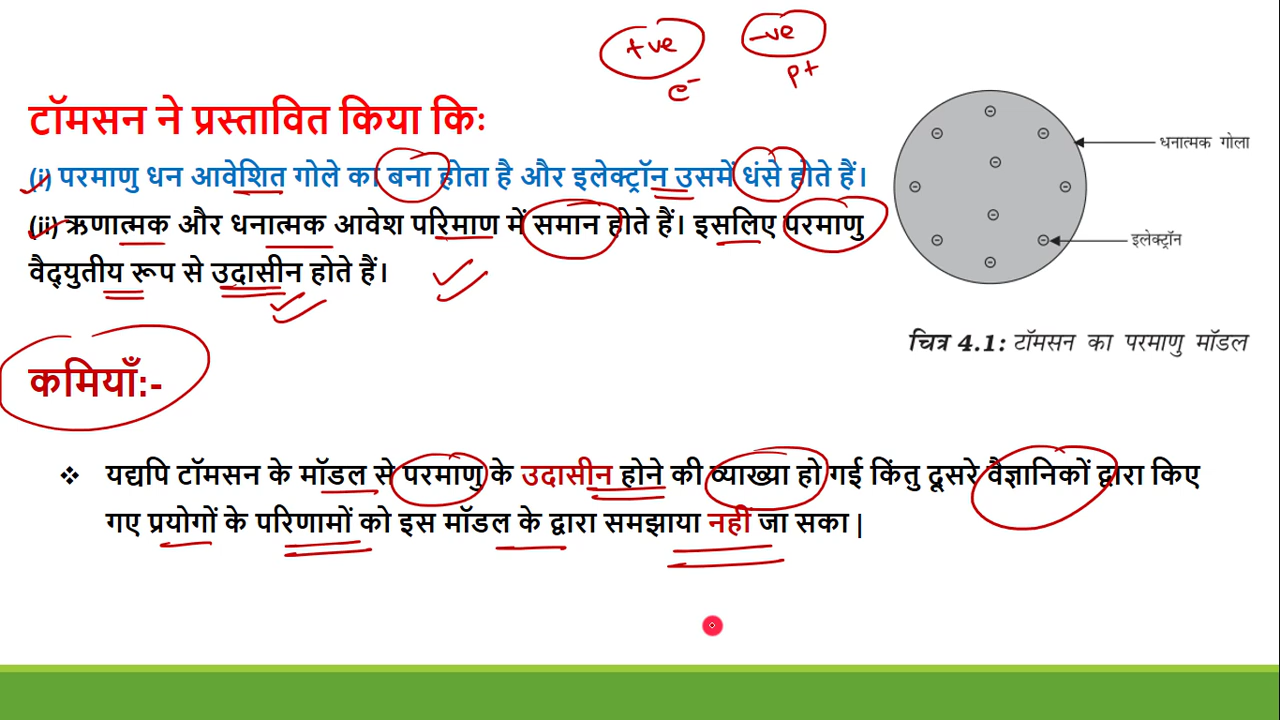 +ve -ve
e⁻ p+
टॉमसन ने प्रस्तावित किया कि:
(i) परमाणु धन आवेशित गोले का बना होता है और इलेक्ट्रॉन उसमें धंसे होते हैं।
(ii) ऋणात्मक और धनात्मक आवेश परिमाण में समान होते हैं। इसलिए परमाणु
वैद्युतीय रूप से उदासीन होते हैं।
धनात्मक गोला
इलेक्ट्रॉन
चित्र 4.1: टॉमसन का परमाणु मॉडल
कमियाँ:-
❖ यद्यपि टॉमसन के मॉडल से परमाणु के उदासीन होने की व्याख्या हो गई किंतु दूसरे वैज्ञानिकों द्वारा किए
गए प्रयोगों के परिणामों को इस मॉडल के द्वारा समझाया नहीं जा सका |